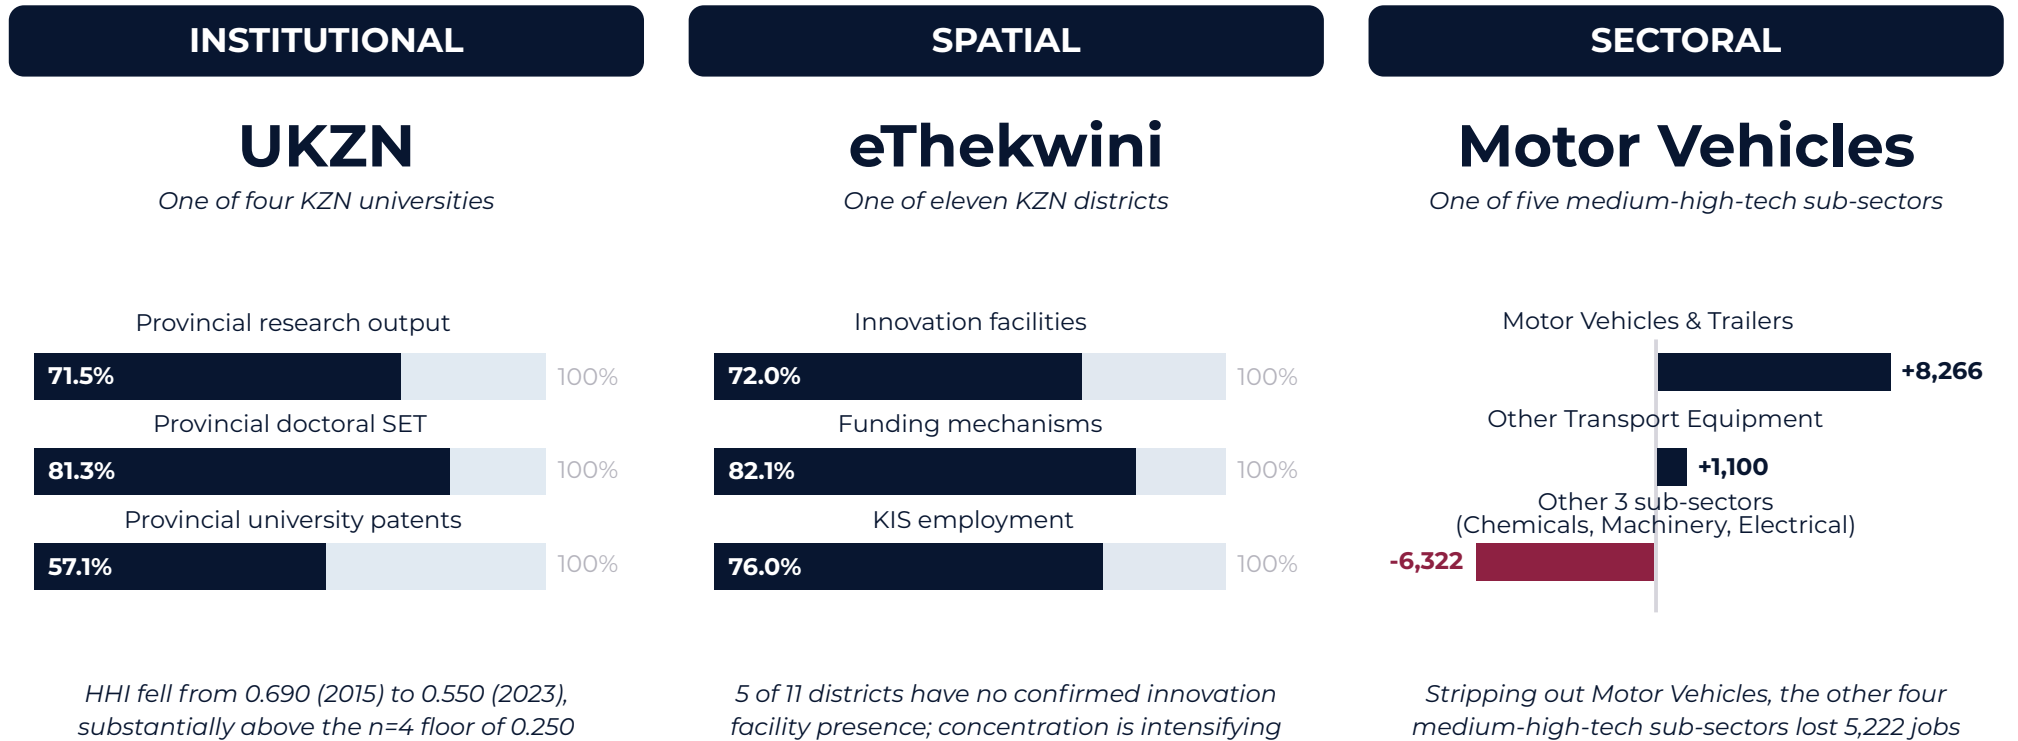 INSTITUTIONAL
UKZN
One of four KZN universities
Provincial research output
71.5%
100%
Provincial doctoral SET
81.3%
100%
Provincial university patents
57.1%
100%
HHI fell from 0.690 (2015) to 0.550 (2023),
substantially above the n=4 floor of 0.250
SPATIAL
eThekwini
One of eleven KZN districts
Innovation facilities
72.0%
100%
Funding mechanisms
82.1%
100%
KIS employment
76.0%
100%
5 of 11 districts have no confirmed innovation
facility presence; concentration is intensifying
SECTORAL
Motor Vehicles
One of five medium-high-tech sub-sectors
Motor Vehicles & Trailers
+8,266
Other Transport Equipment
+1,100
Other 3 sub-sectors
(Chemicals, Machinery, Electrical)
-6,322
Stripping out Motor Vehicles, the other four
medium-high-tech sub-sectors lost 5,222 jobs